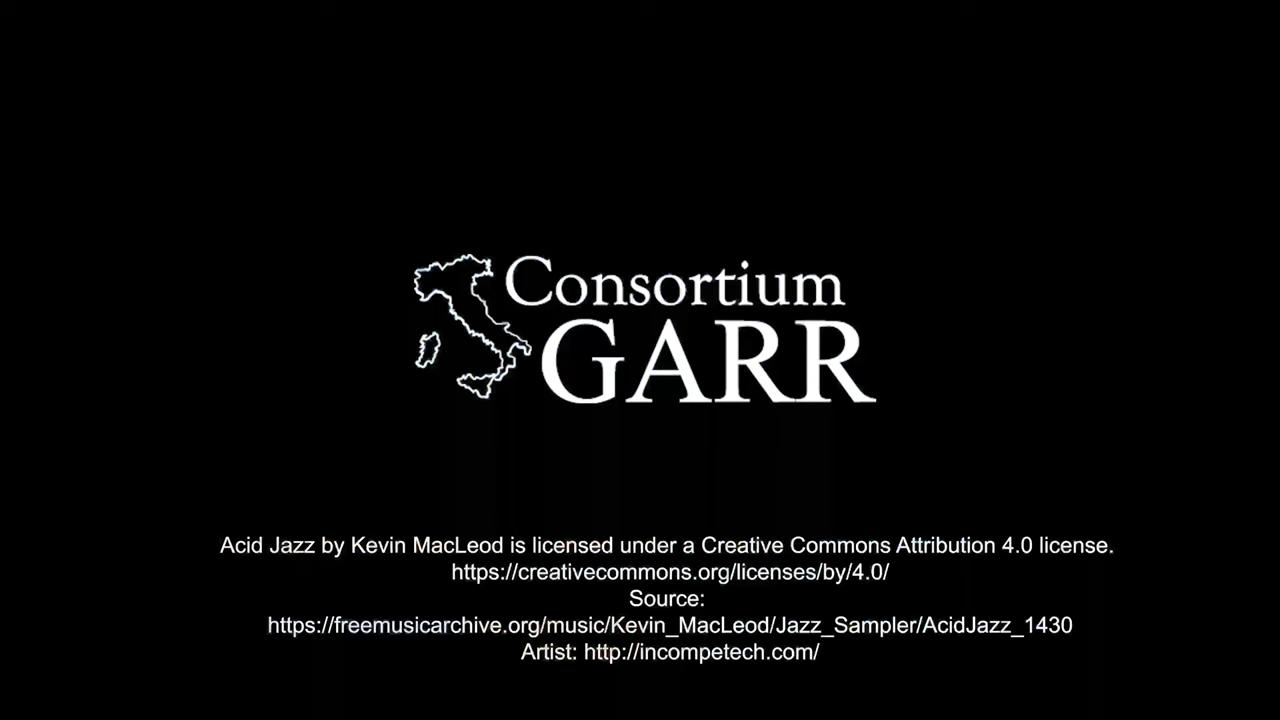 Consortium
GARR
Acid Jazz by Kevin MacLeod is licensed under a Creative Commons Attribution 4.0 license.
https://creativecommons.org/licenses/by/4.0/
Source:
https://freemusicarchive.org/music/Kevin_MacLeod/Jazz_Sampler/AcidJazz_1430
Artist: http://incompetech.com/